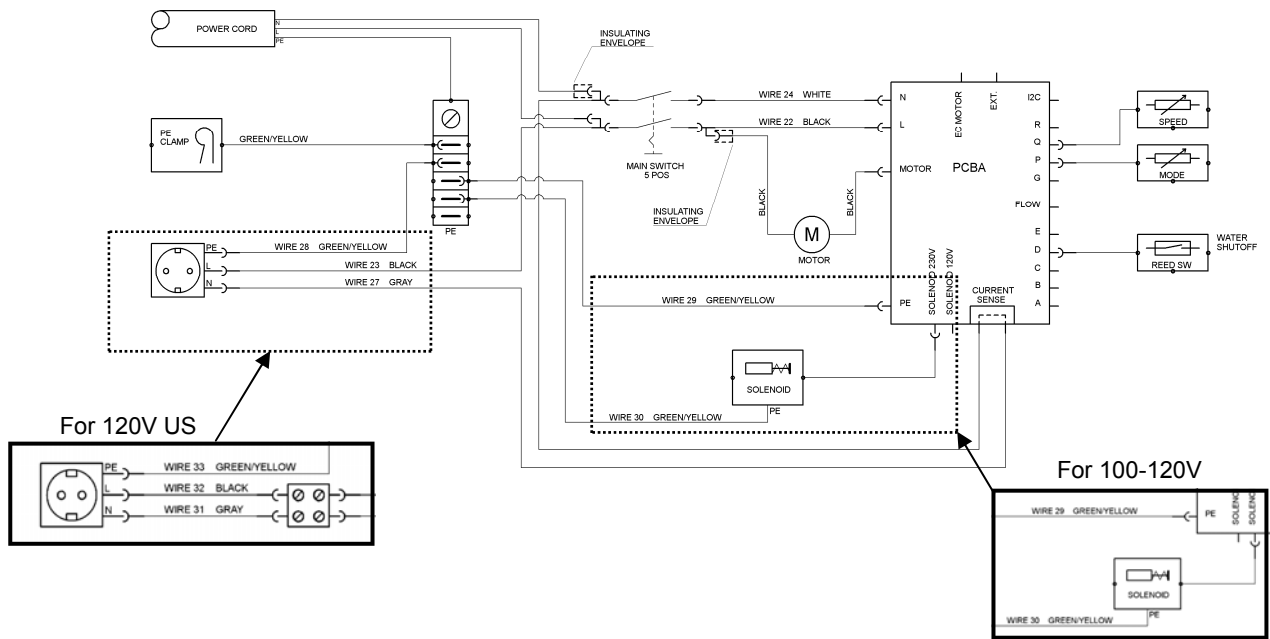 POWER CORD
N
L
PE
INSULATING
ENVELOPE
PE
CLAMP
GREEN/YELLOW
PE
MAIN SWITCH
5 POS
WIRE 24 WHITE
WIRE 22 BLACK
INSULATING
ENVELOPE
BLACK
BLACK
M
MOTOR
N
L
MOTOR
PCBA
PE
EC MOTOR
EXT.
I2C
R
Q
P
G
FLOW
E
D
C
B
A
SOLENOID 230V
SOLENOID 120V
CURRENT
SENSE
SPEED
MODE
REED SW
WATER
SHUTOFF
PE
L
N
WIRE 28 GREEN/YELLOW
WIRE 23 BLACK
WIRE 27 GRAY
WIRE 29 GREEN/YELLOW
SOLENOID
PE
WIRE 30 GREEN/YELLOW
For 120V US
PE
L
N
WIRE 33 GREEN/YELLOW
WIRE 32 BLACK
WIRE 31 GRAY
For 100-120V
WIRE 29 GREEN/YELLOW
PE
SOLENOID
PE
WIRE 30 GREEN/YELLOW